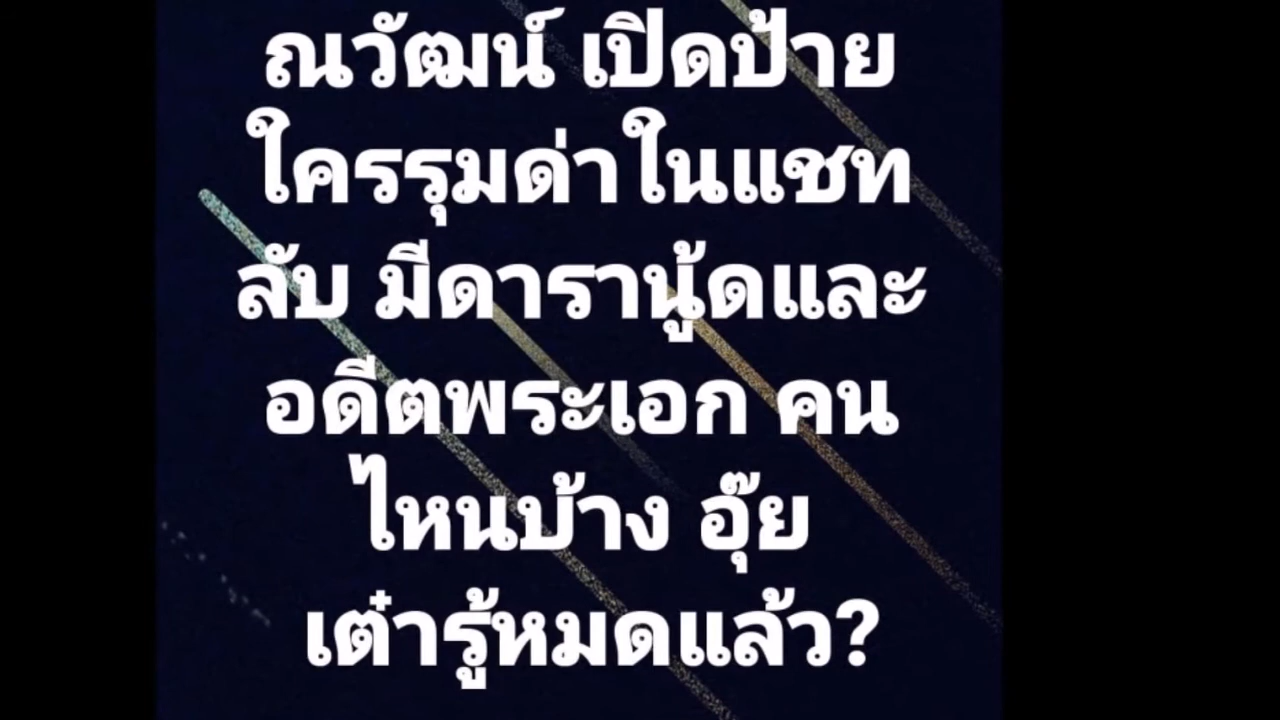 ณวัฒน์ เปิดป้าย
ใครรุมด่าในแชท
ลับ มีดารานู้ดและ
อดีตพระเอก คน
ไหนบ้าง อุ๊ย
เต๋ารู้หมดแล้ว?